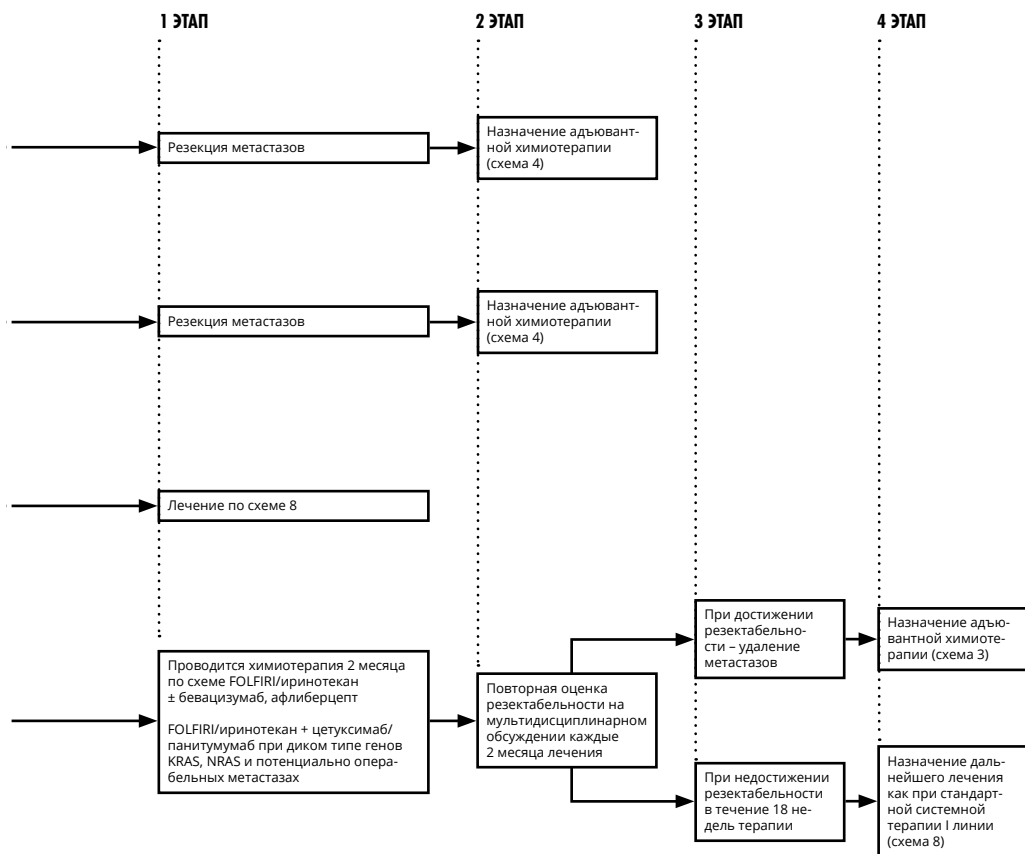 1 ЭТАП
2 ЭТАП
3 ЭТАП
4 ЭТАП
Резекция метастазов
Назначение адъювант-
ной химиотерапии
(схема 4)
Резекция метастазов
Назначение адъювант-
ной химиотерапии
(схема 4)
Лечение по схеме 8
Проводится химиотерапия 2 месяца
по схеме FOLFIRI/иринотекан
± бевацизумаб, афлиберцепт
FOLFIRI/иринотекан + цетуксимаб/
панитумумаб при диком типе генов
KRAS, NRAS и потенциально опера-
бельных метастазах
Повторная оценка
резектабельности на
мультидисциплинарном
обсуждении каждые
2 месяца лечения
При достижении
резектабельно-
сти – удаление
метастазов
Назначение адъю-
вантной химиоте-
рапии (схема 3)
При недостижении
резектабельности
в течение 18 не-
дель терапии
Назначение даль-
нейшего лечения
как при стандарт-
ной системной
терапии I линии
(схема 8)